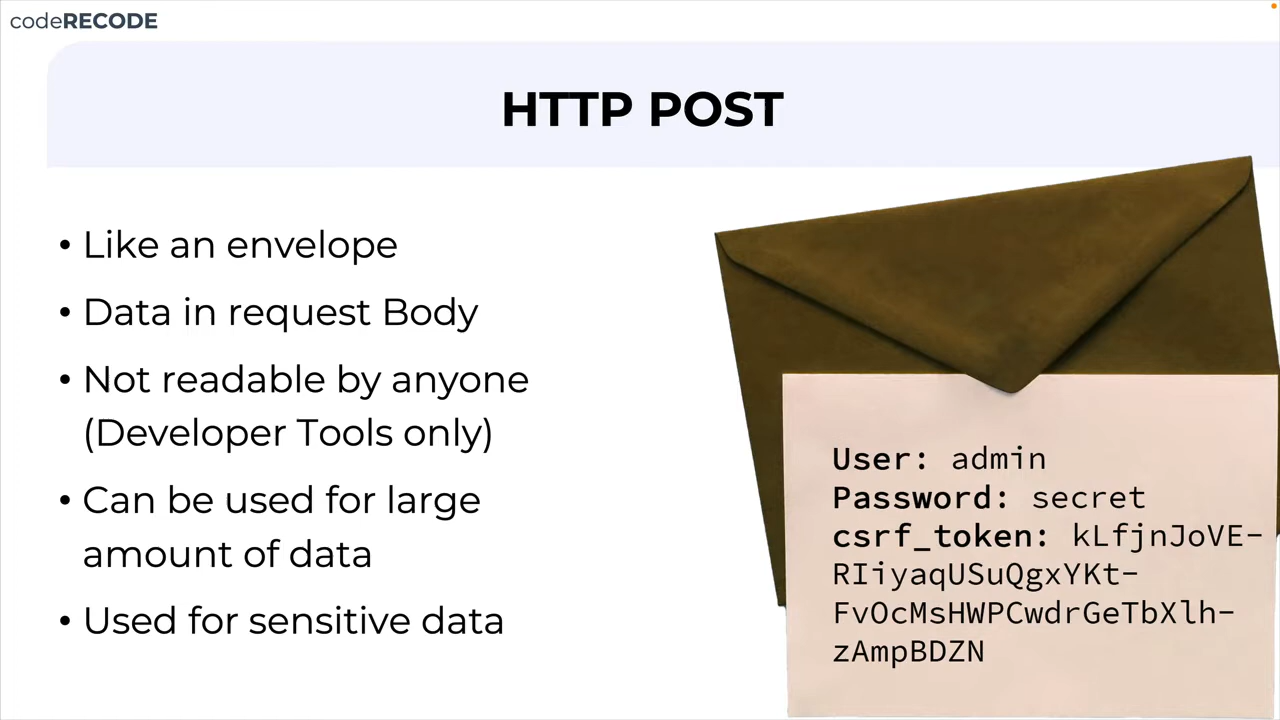 codeRECODE
HTTP POST
• Like an envelope
• Data in request Body
• Not readable by anyone
(Developer Tools only)
• Can be used for large
amount of data
• Used for sensitive data
User: admin
Password: secret
csrf_token: kLfjnJoVE-
RIiyaqUSuQgxYKt-
FvOcMsHWPCwdrGeTbXlh-
zAmpBDZN